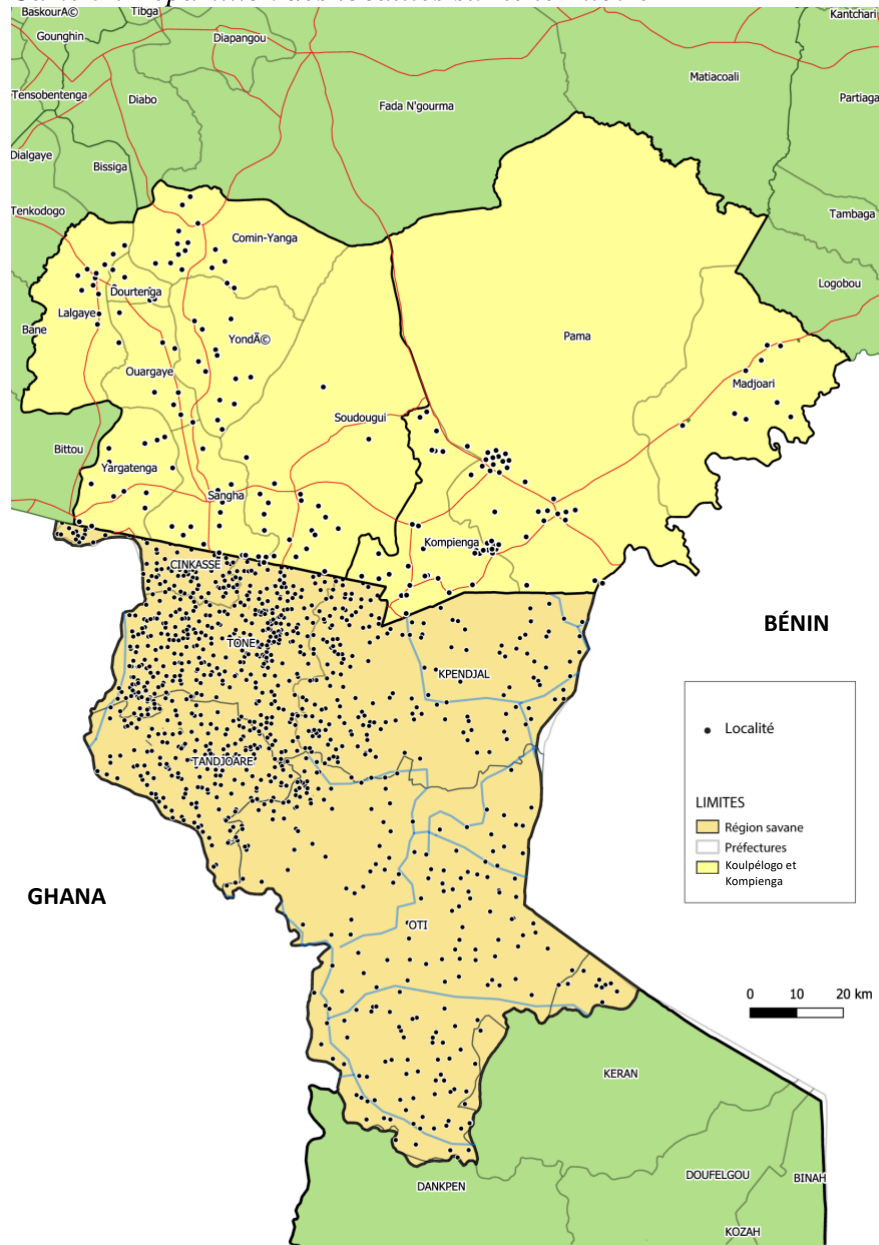 BaskourÃ©
Tibga
Kantchari
Gounghin
Diapangou
Matiacoali
Tensobentenga
Diabo
Fada N'gourma
Partiaga
Dialgaye
Bissiga
Tenkodogo
Tambaga
Comin-Yanga
Logobou
Dourtenga
Lalgaye
Bane
YondÃ©
Pama
Ouargaye
Madjoari
Soudougui
Bittou
Yargatenga
Sangha
Kompienga
CINKASSE
BÉNIN
TONE
KPENDJAL
Localité
TANDJOARE
LIMITES
Région savane
Préfectures
Koulpélogo et
Kompienga
GHANA
OTI
0 10 20 km
KERAN
DANKPEN
DOUFELGOU
BINAH
KOZAH